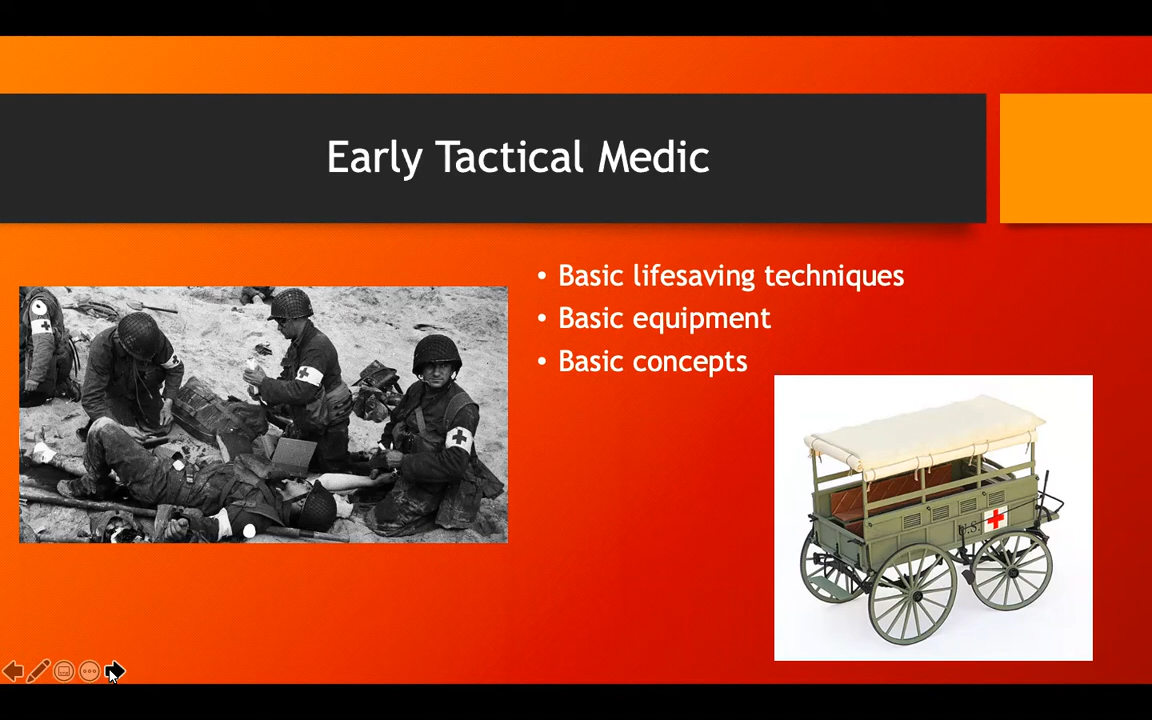 Early Tactical Medic
• Basic lifesaving techniques
• Basic equipment
• Basic concepts
U.S.